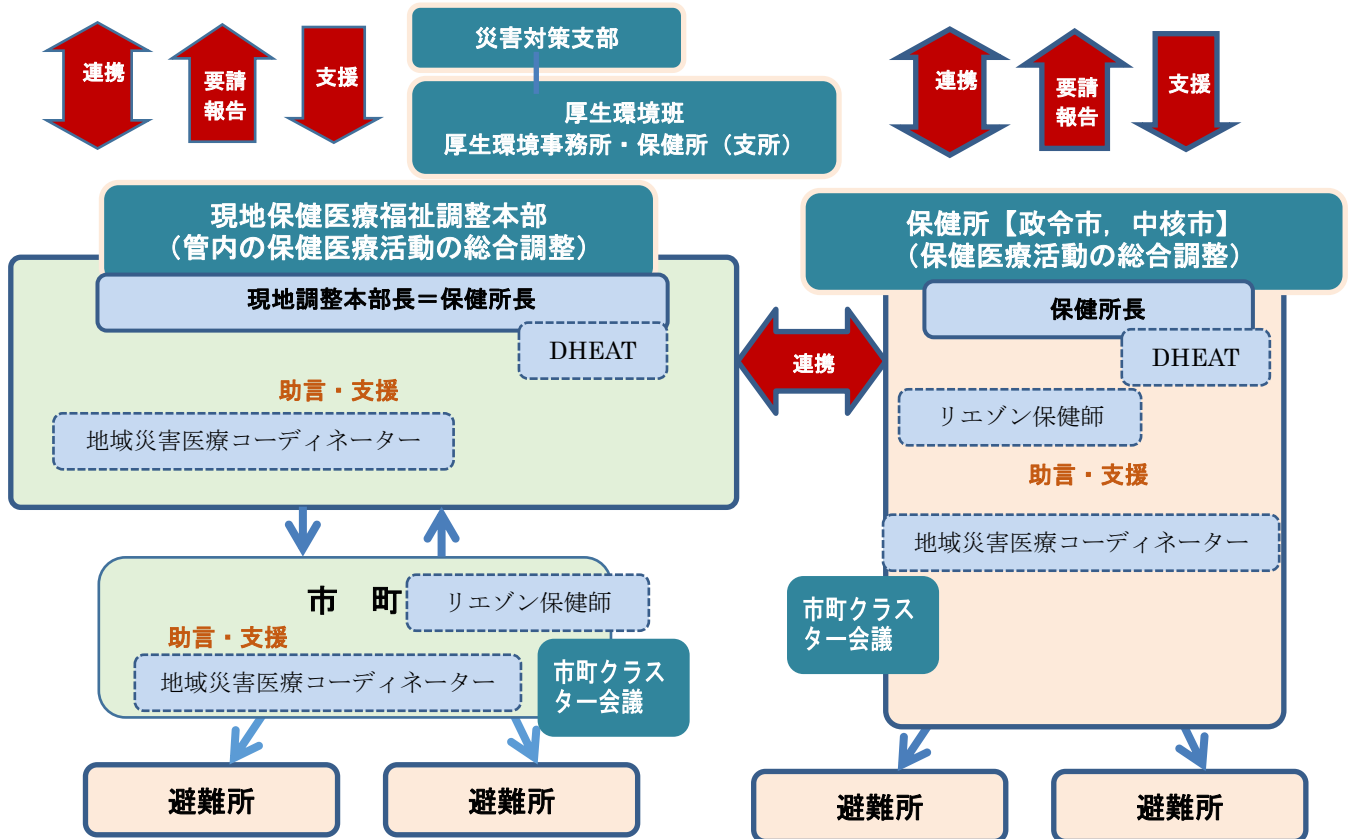 連携
要請
報告
支援
災害対策支部
厚生環境班
厚生環境事務所・保健所（支所）
連携
要請
報告
支援
現地保健医療福祉調整本部
（管内の保健医療活動の総合調整）
現地調整本部長＝保健所長
DHEAT
助言・支援
地域災害医療コーディネーター
連携
保健所【政令市，中核市】
（保健医療活動の総合調整）
保健所長
DHEAT
リエゾン保健師
助言・支援
地域災害医療コーディネーター
市町クラス
ター会議
市　町
リエゾン保健師
助言・支援
地域災害医療コーディネーター
市町クラス
ター会議
避難所
避難所
避難所
避難所